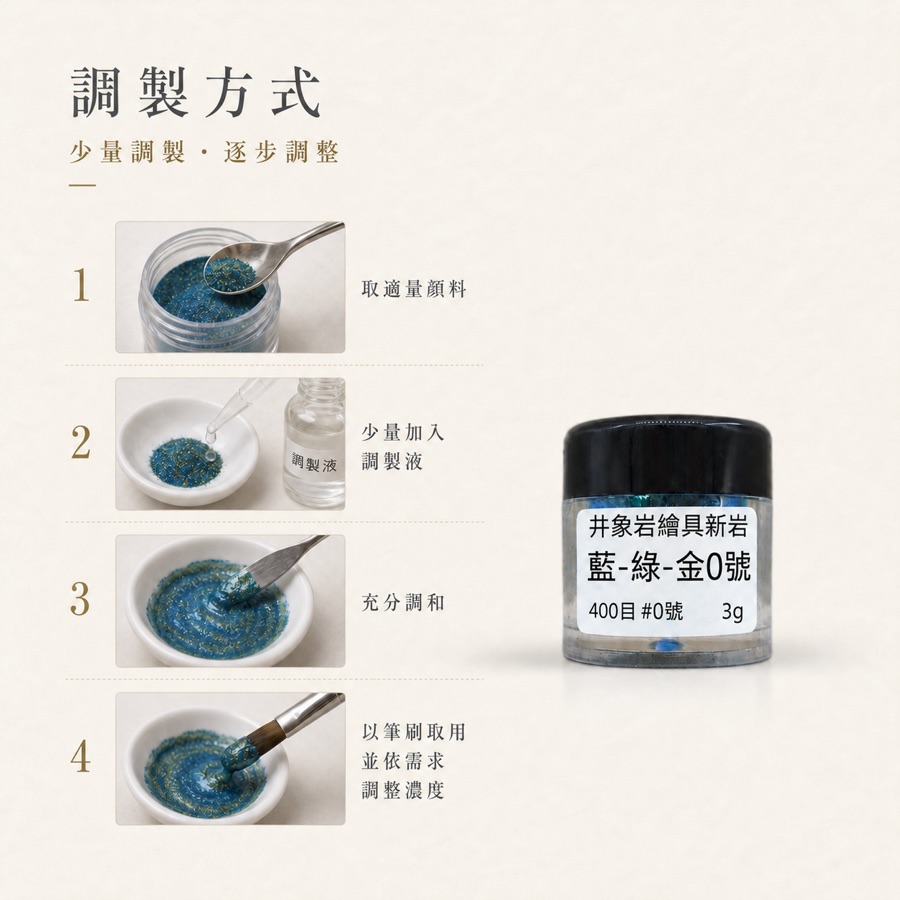 調製方式
少量調製・逐步調整
1
取適量顏料
2
少量加入
調製液
調製液
3
充分調和
4
以筆刷取用
並依需求
調整濃度
井象岩繪具新岩
藍-綠-金0號
400目 #0號 3g